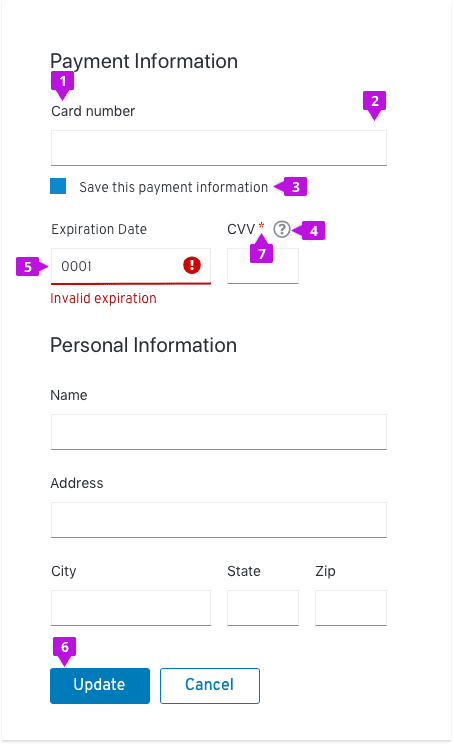 Payment Information
1
Card number
2
Save this payment information
3
Expiration Date
CVV * ?
4
7
5
0001 !
Invalid expiration
Personal Information
Name
Address
City State Zip
6
Update Cancel